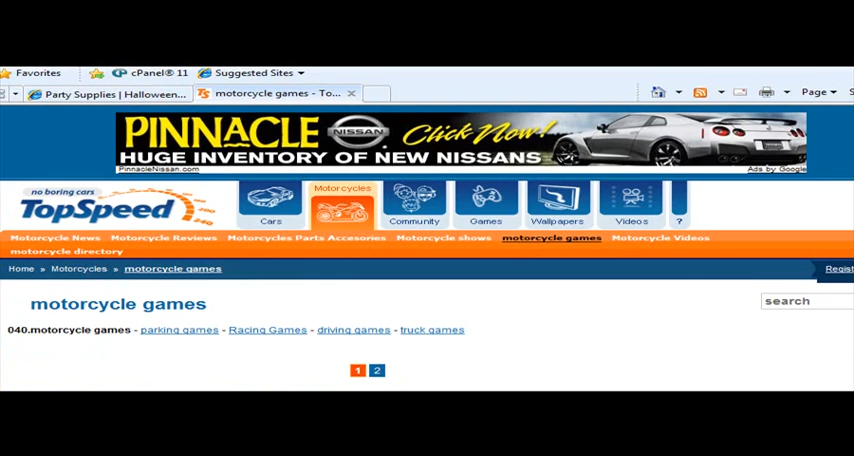 Favorites cPanel® 11 Suggested Sites
Party Supplies | Halloween... TS motorcycle games - To... Page
PINNACLE NISSAN Click Now!
HUGE INVENTORY OF NEW NISSANS
PinnacleNissan.com Ads by Google
no boring cars
TopSpeed 200 240
Cars Motorcycles Community Games Wallpapers Videos ?
Motorcycle News Motorcycle Reviews Motorcycles Parts Accesories Motorcycle shows motorcycle games Motorcycle Videos
motorcycle directory
Home » Motorcycles » motorcycle games Regist
motorcycle games search
040.motorcycle games - parking games - Racing Games - driving games - truck games
1 2